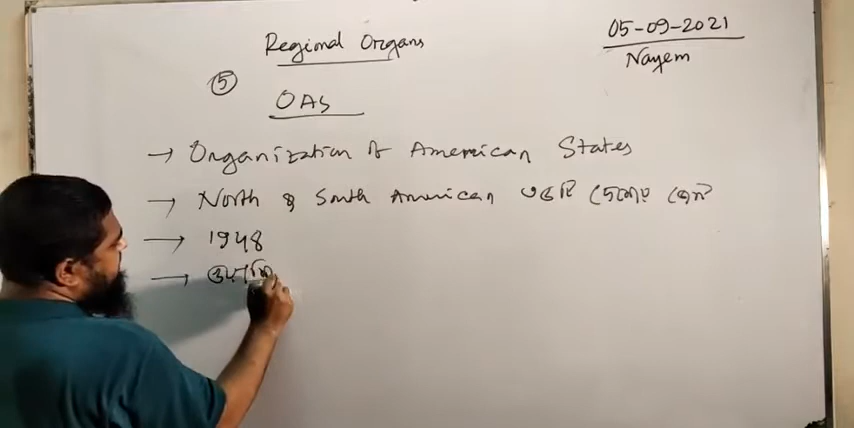 Regional Organs
05-09-2021
Nayem
⑤
OAS
→ Organization of American States
→ North & South American
→ 1948
→